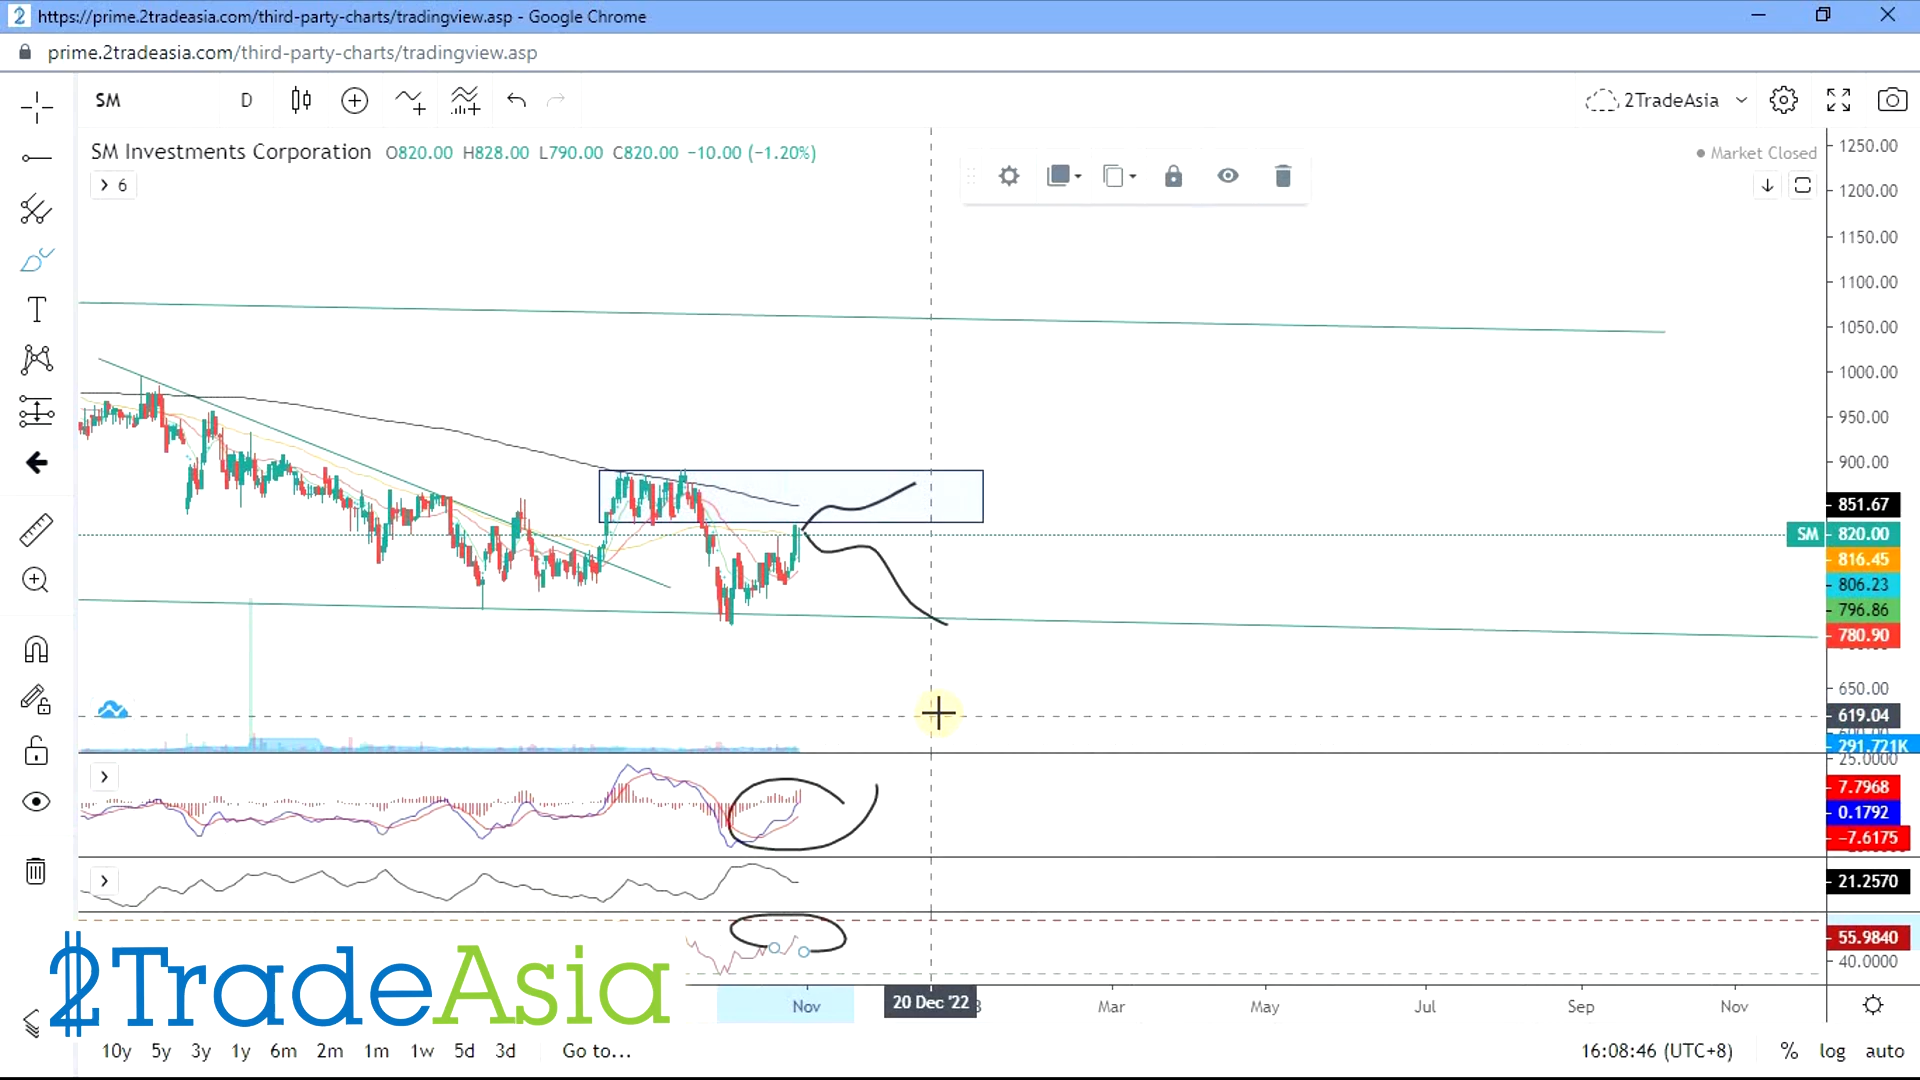 https://prime.2tradeasia.com/third-party-charts/tradingview.asp - Google Chrome
prime.2tradeasia.com/third-party-charts/tradingview.asp
SM D 2TradeAsia
SM Investments Corporation O820.00 H828.00 L790.00 C820.00 −10.00 (−1.20%)
Market Closed
6
1250.00
1200.00
1150.00
1100.00
1050.00
1000.00
950.00
900.00
851.67
SM 820.00
816.45
806.23
796.86
780.90
650.00
619.04
291.721K
25.0000
7.7968
0.1792
−7.6175
21.2570
55.9840
40.0000
2TradeAsia
Nov 20 Dec '22 Mar May Jul Sep Nov
10y 5y 3y 1y 6m 2m 1m 1w 5d 3d Go to... 16:08:46 (UTC+8) % log auto